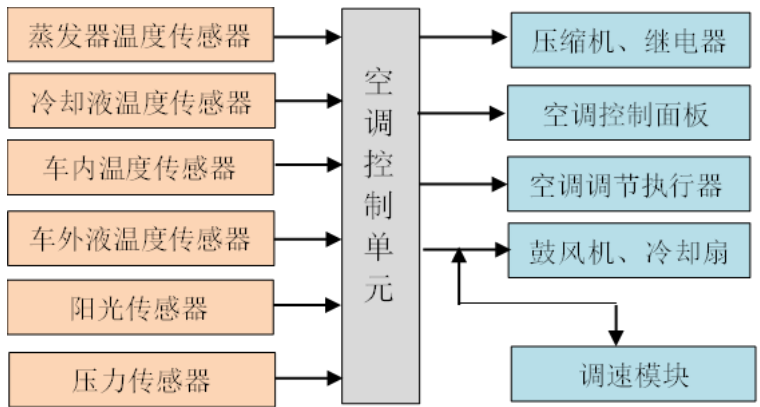 蒸发器温度传感器
冷却液温度传感器
车内温度传感器
车外液温度传感器
阳光传感器
压力传感器
空调控制单元
压缩机、继电器
空调控制面板
空调调节执行器
鼓风机、冷却扇
调速模块